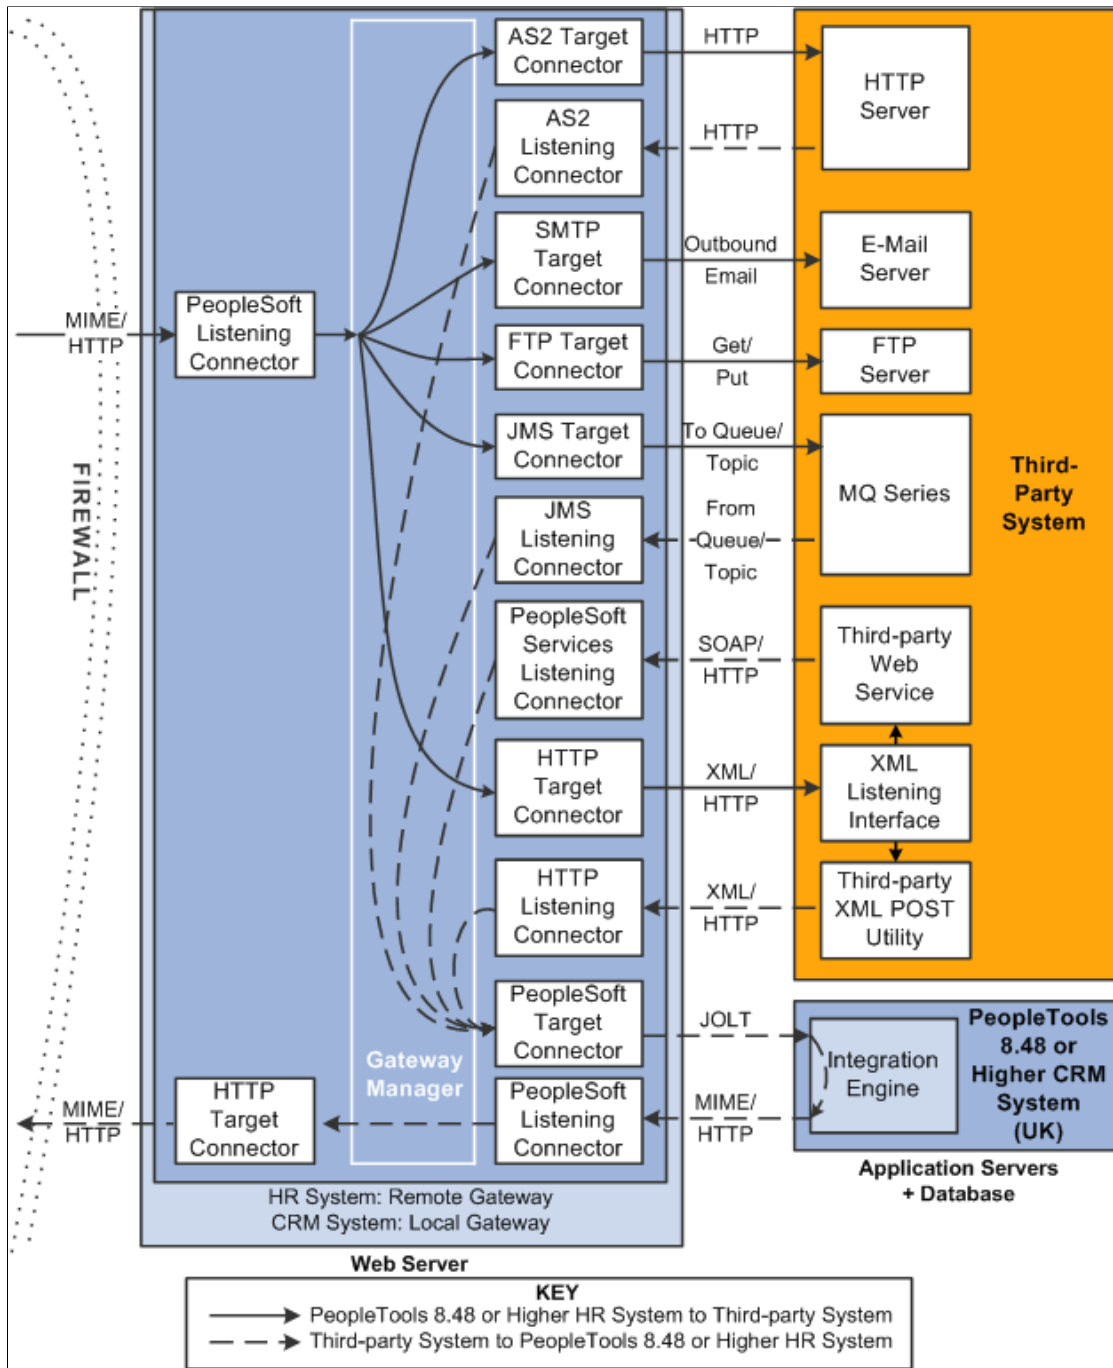 AS2 Target
Connector
HTTP
HTTP
Server
AS2
Listening
Connector
HTTP
SMTP
Target
Connector
Outbound
Email
E-Mail
Server
MIME/
HTTP
PeopleSoft
Listening
Connector
FTP Target
Connector
Get/
Put
FTP
Server
JMS Target
Connector
To Queue/
Topic
MQ Series
Third-
Party
System
FIREWALL
JMS
Listening
Connector
From
Queue/
Topic
PeopleSoft
Services
Listening
Connector
SOAP/
HTTP
Third-party
Web
Service
HTTP
Target
Connector
XML/
HTTP
XML
Listening
Interface
HTTP
Listening
Connector
XML/
HTTP
Third-party
XML POST
Utility
PeopleSoft
Target
Connector
JOLT
Integration
Engine
PeopleTools
8.48 or
Higher CRM
System
(UK)
Gateway
Manager
MIME/
HTTP
HTTP
Target
Connector
PeopleSoft
Listening
Connector
MIME/
HTTP
Application Servers
+ Database
HR System: Remote Gateway
CRM System: Local Gateway
Web Server
KEY
PeopleTools 8.48 or Higher HR System to Third-party System
Third-party System to PeopleTools 8.48 or Higher HR System